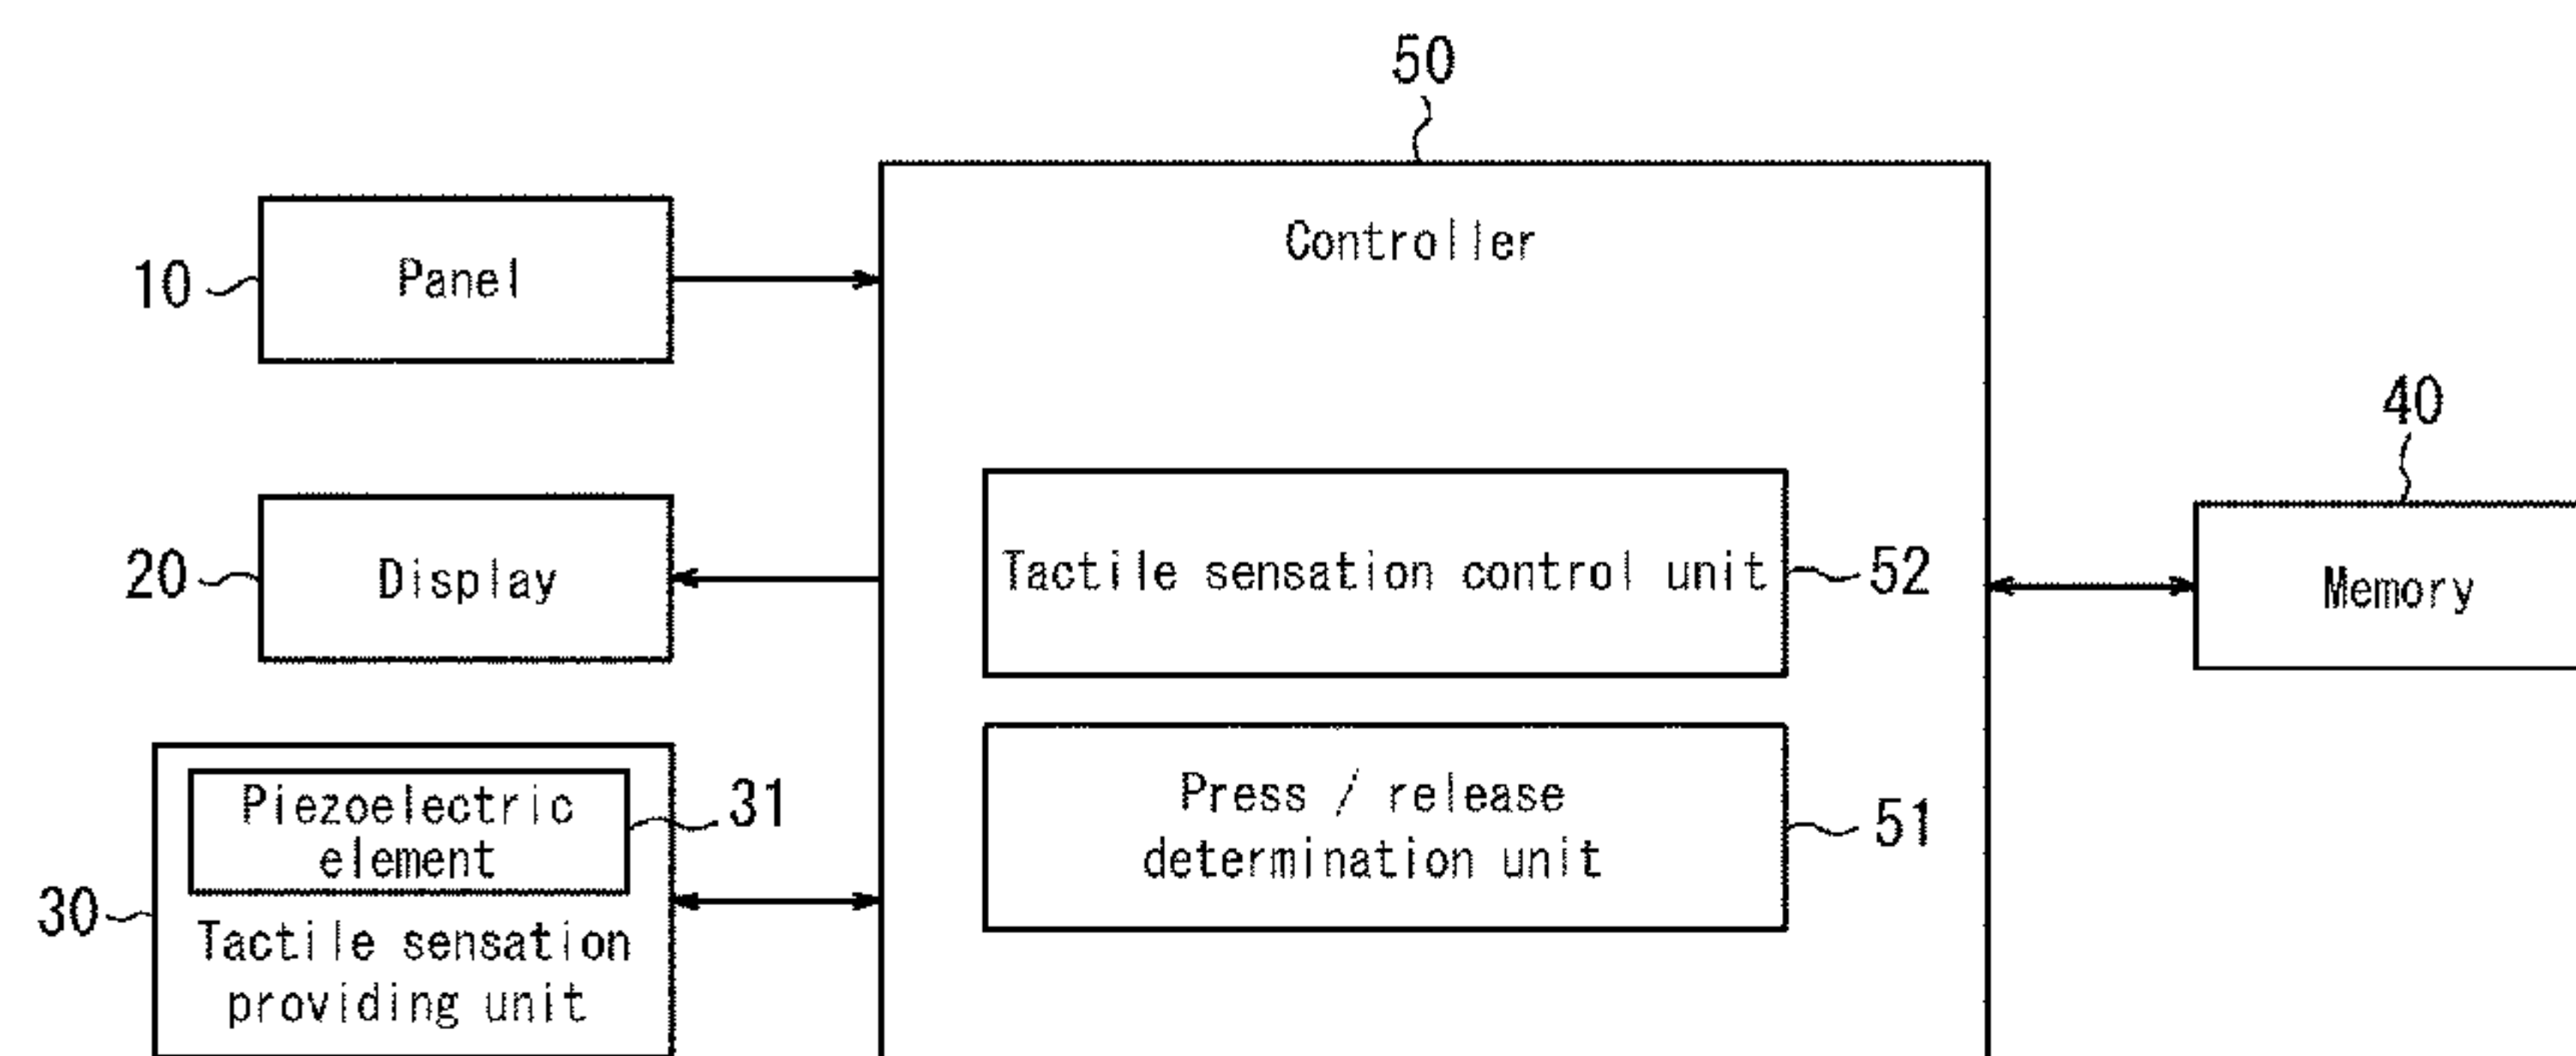 50
Controller
10
Panel
40
20
Display
Tactile sensation control unit
52
Memory
Piezoelectric
element
31
30
Tactile sensation
providing unit
Press / release
determination unit
51